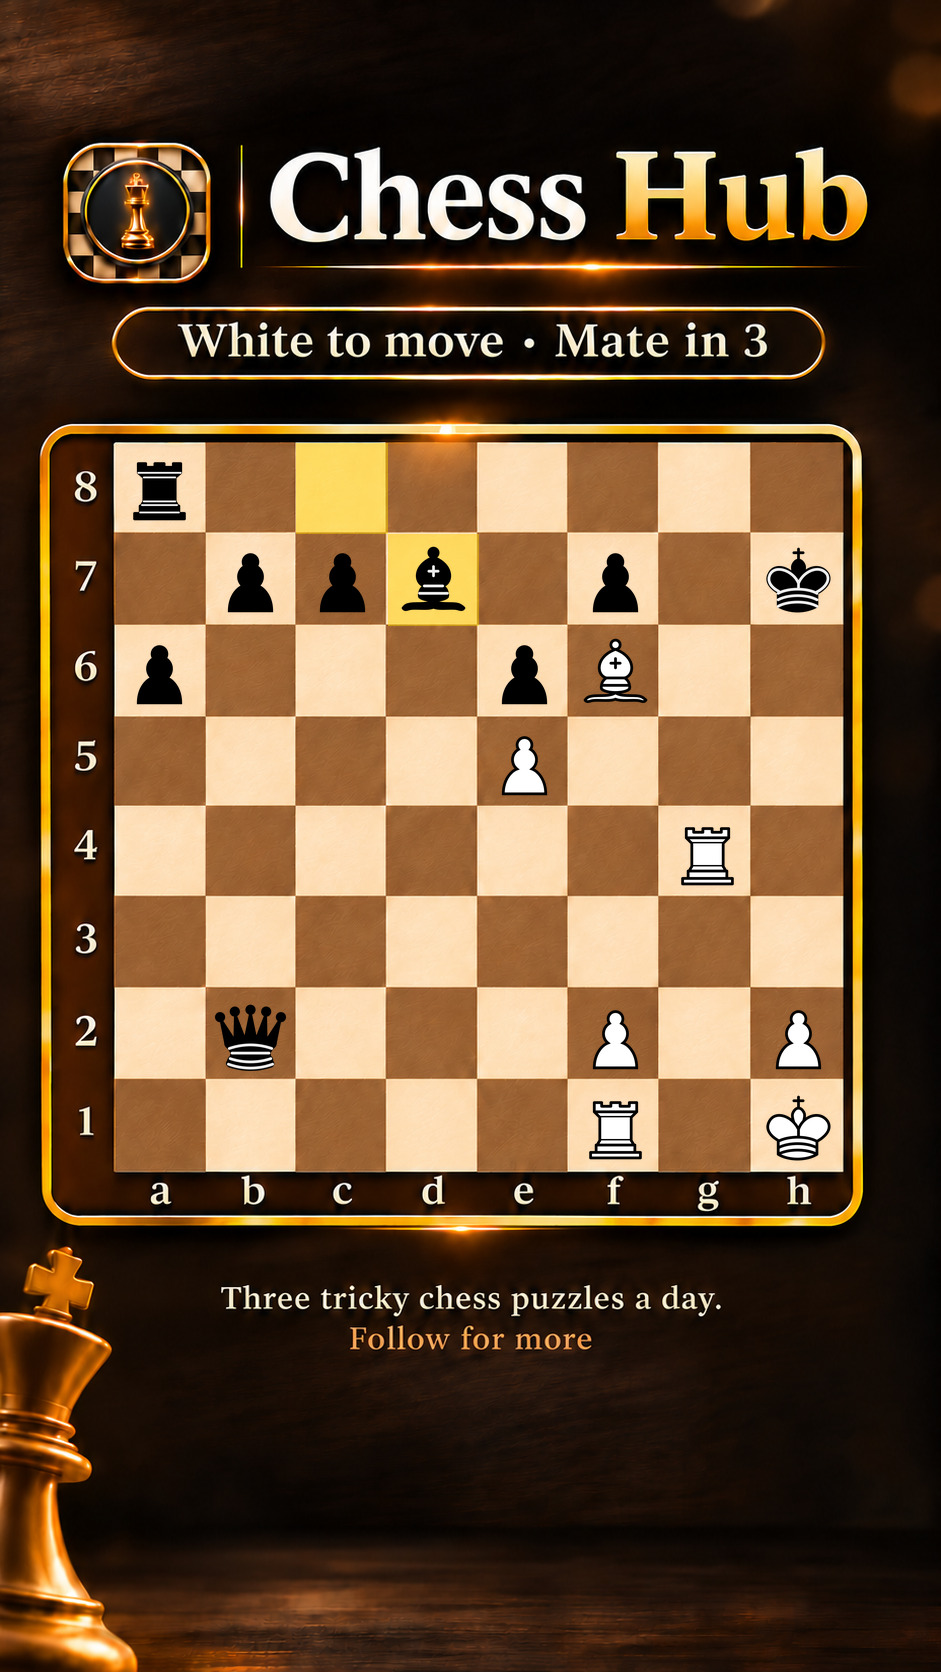 Chess Hub
White to move • Mate in 3
8
7
6
5
4
3
2
1
a b c d e f g h
Three tricky chess puzzles a day.
Follow for more